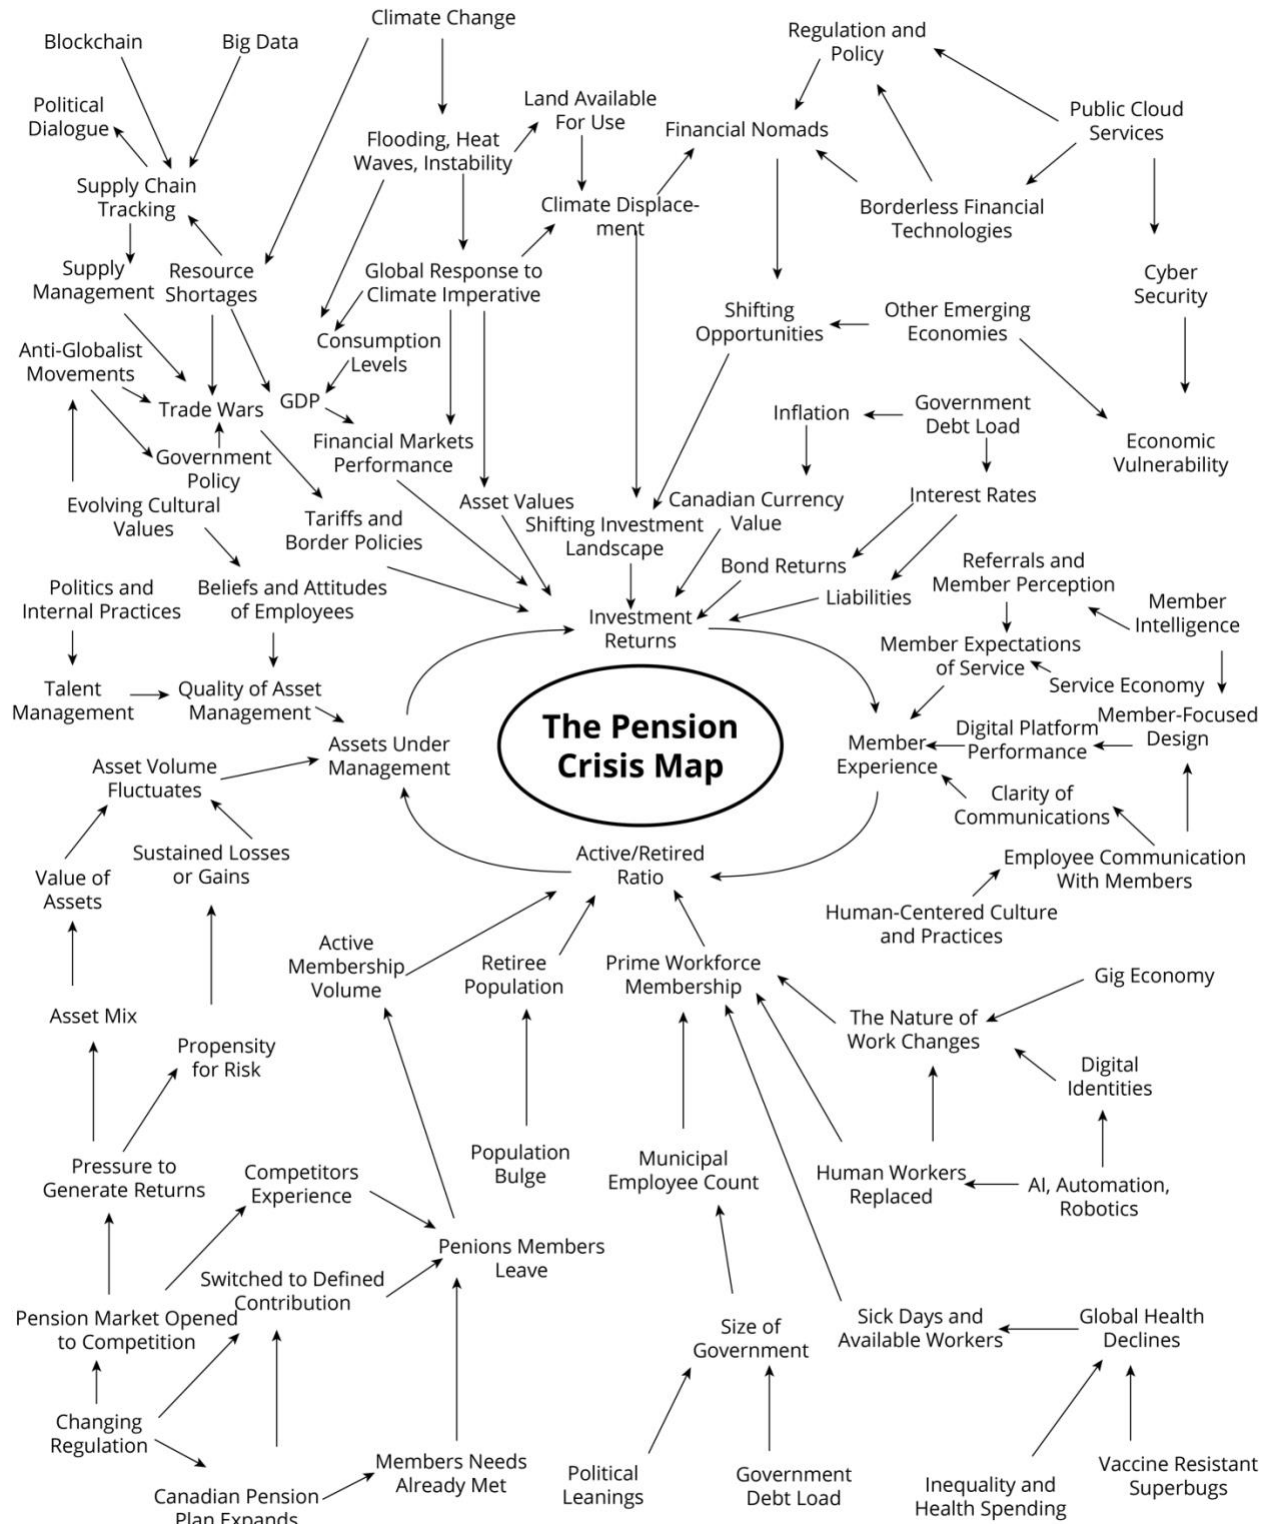 Climate Change
Blockchain
Big Data
Regulation and
Policy
Political
Dialogue
Land Available
For Use
Public Cloud
Services
Flooding, Heat
Waves, Instability
Financial Nomads
Supply Chain
Tracking
Climate Displace-
ment
Borderless Financial
Technologies
Supply
Management
Resource
Shortages
Global Response to
Climate Imperative
Cyber
Security
Shifting
Opportunities
Other Emerging
Economies
Consumption
Levels
Anti-Globalist
Movements
Trade Wars
GDP
Inflation
Government
Debt Load
Financial Markets
Performance
Economic
Vulnerability
Government
Policy
Evolving Cultural
Values
Asset Values
Canadian Currency
Value
Interest Rates
Tariffs and
Border Policies
Shifting Investment
Landscape
Bond Returns
Referrals and
Member Perception
Politics and
Internal Practices
Beliefs and Attitudes
of Employees
Liabilities
Member
Intelligence
Investment
Returns
Member Expectations
of Service
Service Economy
Talent
Management
Quality of Asset
Management
The Pension
Crisis Map
Member-Focused
Design
Digital Platform
Performance
Assets Under
Management
Member
Experience
Asset Volume
Fluctuates
Clarity of
Communications
Value of
Assets
Sustained Losses
or Gains
Active/Retired
Ratio
Employee Communication
With Members
Human-Centered Culture
and Practices
Active
Membership
Volume
Retiree
Population
Prime Workforce
Membership
Gig Economy
Asset Mix
The Nature of
Work Changes
Propensity
for Risk
Digital
Identities
Pressure to
Generate Returns
Competitors
Experience
Population
Bulge
Municipal
Employee Count
Human Workers
Replaced
AI, Automation,
Robotics
Penions Members
Leave
Switched to Defined
Contribution
Pension Market Opened
to Competition
Size of
Government
Sick Days and
Available Workers
Global Health
Declines
Changing
Regulation
Members Needs
Already Met
Canadian Pension
Plan Expands
Political
Leanings
Government
Debt Load
Inequality and
Health Spending
Vaccine Resistant
Superbugs